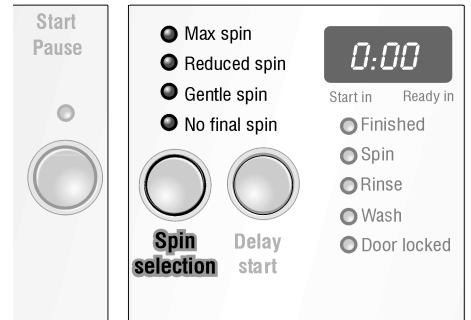 Start
Pause
Max spin
Reduced spin
Gentle spin
No final spin
Spin
selection
Delay
start
0:00
Start in Ready in
Finished
Spin
Rinse
Wash
Door locked